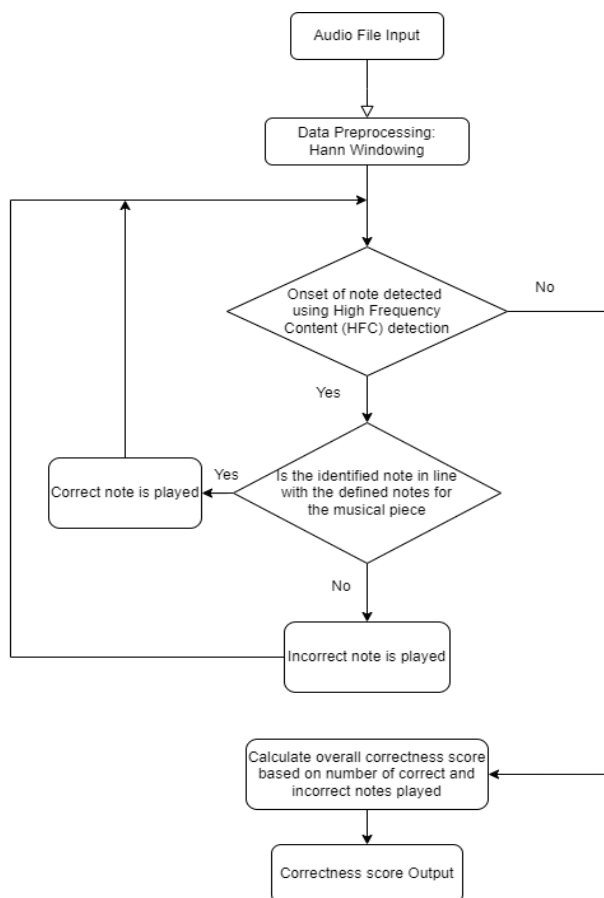 Audio File Input
Data Preprocessing:
Hann Windowing
Onset of note detected
using High Frequency
Content (HFC) detection
No
Yes
Is the identified note in line
with the defined notes for
the musical piece
Yes
Correct note is played
No
Incorrect note is played
Calculate overall correctness score
based on number of correct and
incorrect notes played
Correctness score Output